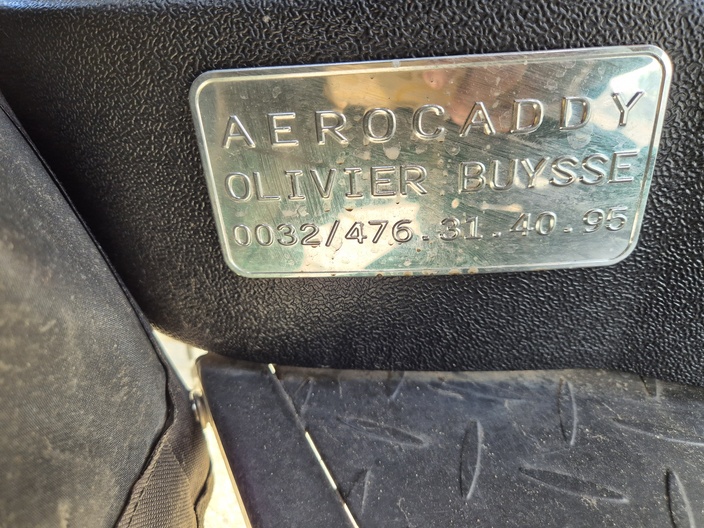 AEROCADDY
OLIVIER BUYSSE
0032/476.31.40.95